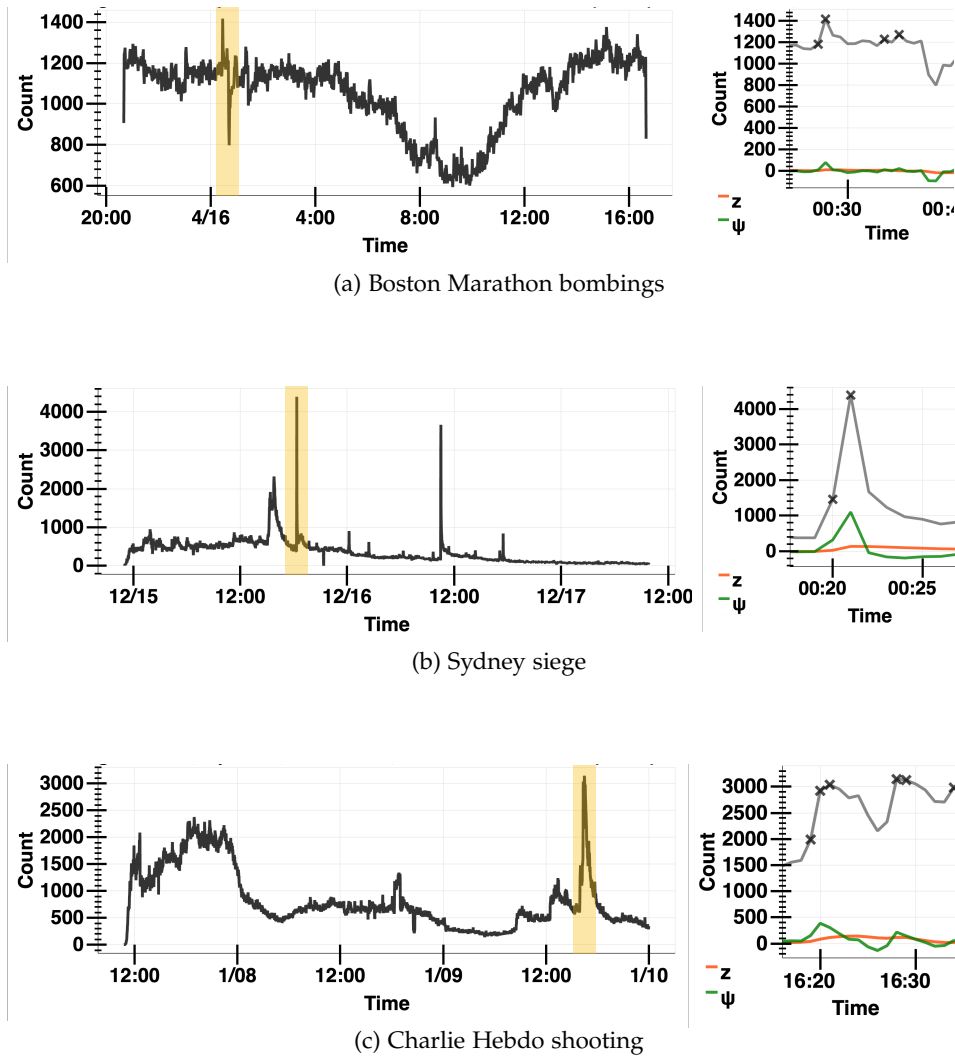 1400
1200
1000
800
600
Count
20:00 4/16 4:00 8:00 12:00 16:00
Time
1400
1200
1000
800
600
400
200
0
Count
z
ψ
00:30
Time
(a) Boston Marathon bombings
4000
3000
2000
1000
0
Count
12/15 12:00 12/16 12:00 12/17 12:00
Time
4000
3000
2000
1000
0
Count
z
ψ
00:20 00:25
Time
(b) Sydney siege
3000
2500
2000
1500
1000
500
0
Count
12:00 1/08 12:00 1/09 12:00 1/10
Time
3000
2500
2000
1500
1000
500
0
Count
z
ψ
16:20 16:30
Time
(c) Charlie Hebdo shooting